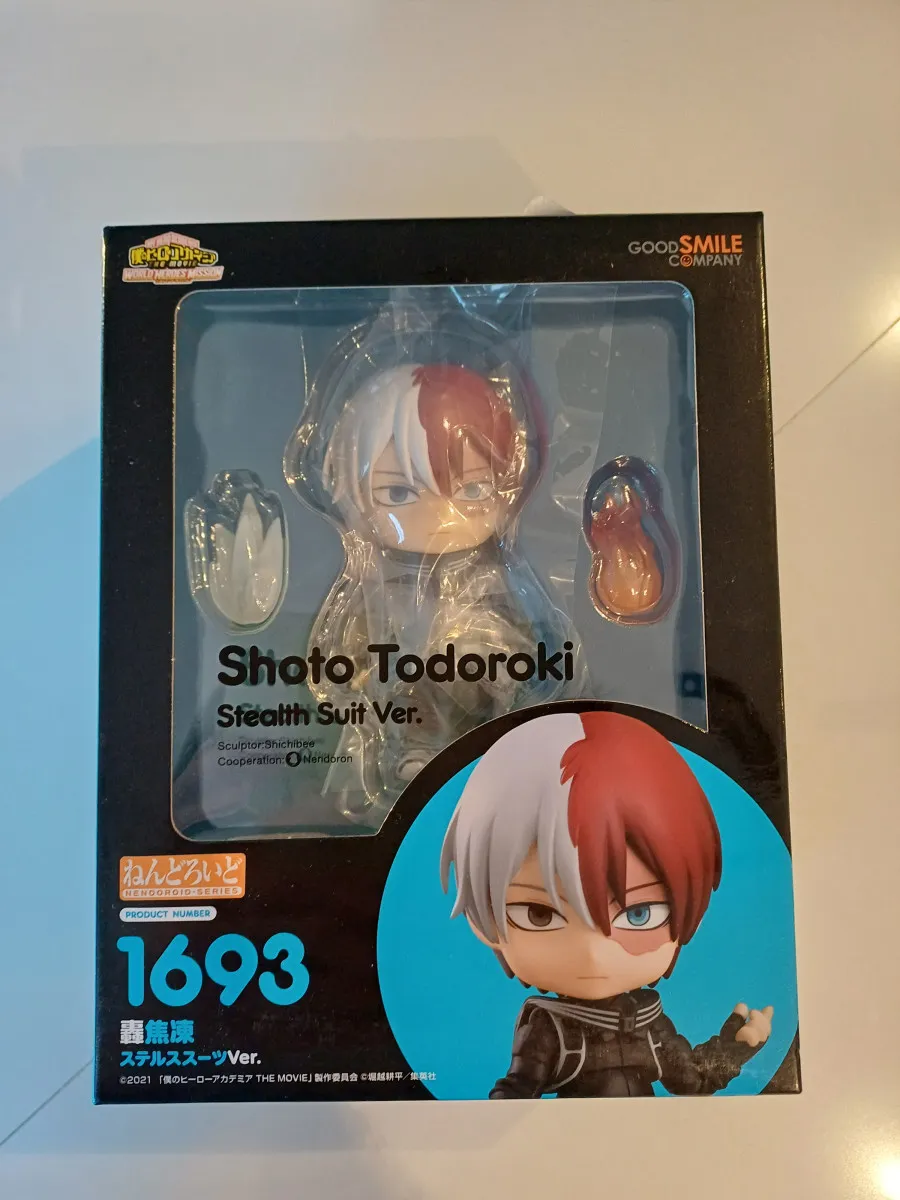 僕のヒーローアカデミア
THE MOVIE
WORLD HEROES MISSION
GOOD SMILE
COMPANY
Shoto Todoroki
Stealth Suit Ver.
Sculptor:Shichibee
Cooperation: Nendoron
ねんどろいど
NENDOROID·SERIES
PRODUCT NUMBER
1693
轟焦凍
ステルススーツVer.
©2021 「僕のヒーローアカデミア THE MOVIE」製作委員会 ©堀越耕平／集英社